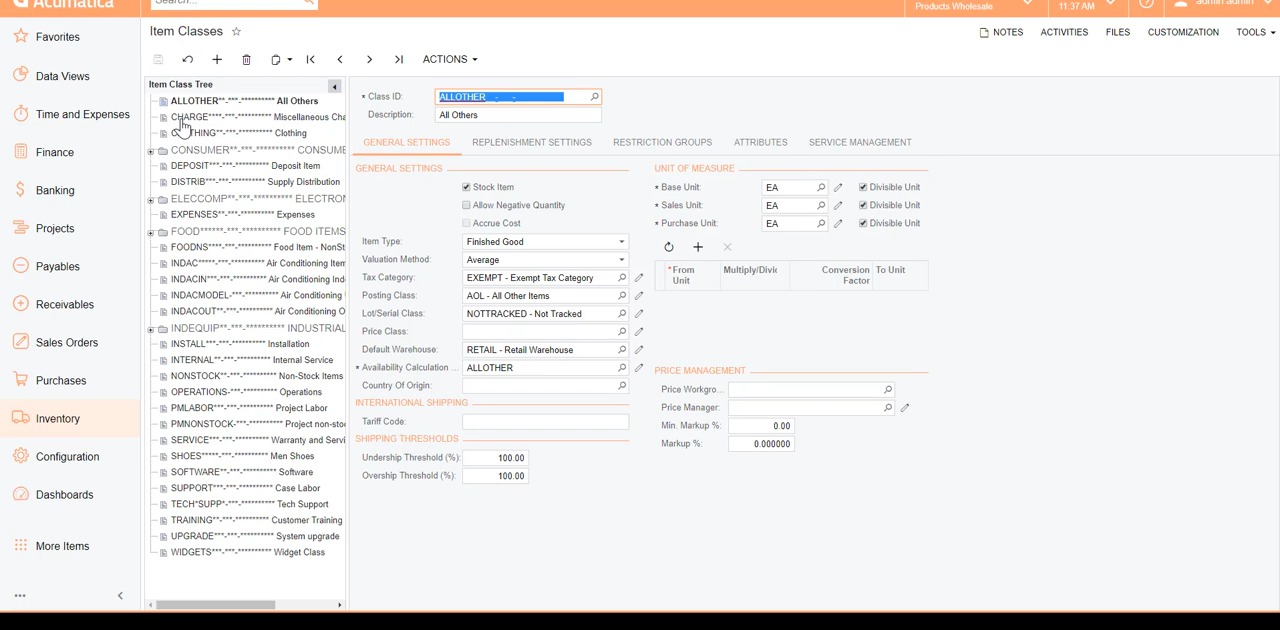 Acumatica
Search...
Products Wholesale
11:37 AM
admin admin
Favorites
Data Views
Time and Expenses
Finance
Banking
Projects
Payables
Receivables
Sales Orders
Purchases
Inventory
Configuration
Dashboards
More Items
Item Classes
NOTES ACTIVITIES FILES CUSTOMIZATION TOOLS
ACTIONS
Item Class Tree
ALLOTHER**-***-********** All Others
CHARGE****-***-********** Miscellaneous Cha
CLOTHING**-***-********** Clothing
CONSUMER**-***-********** CONSUME
DEPOSIT***-***-********** Deposit Item
DISTRIB***-***-********** Supply Distribution
ELECCOMP**-***-********** ELECTRON
EXPENSES**-***-********** Expenses
FOOD******-***-********** FOOD ITEMS
FOODNS****-***-********** Food Item - NonSt
INDAC*****-***-********** Air Conditioning Item
INDACIN***-***-********** Air Conditioning Ind
INDACMODEL-***-********** Air Conditioning
INDACOUT**-***-********** Air Conditioning O
INDEQUIP**-***-********** INDUSTRIAL
INSTALL***-***-********** Installation
INTERNAL**-***-********** Internal Service
NONSTOCK**-***-********** Non-Stock Items
OPERATIONS-***-********** Operations
PMLABOR***-***-********** Project Labor
PMNONSTOCK-***-********** Project non-stoc
SERVICE***-***-********** Warranty and Servi
SHOES*****-***-********** Men Shoes
SOFTWARE**-***-********** Software
SUPPORT***-***-********** Case Labor
TECH*SUPP*-***-********** Tech Support
TRAINING**-***-********** Customer Training
UPGRADE***-***-********** System upgrade
WIDGETS***-***-********** Widget Class
* Class ID: ALLOTHER - -
Description: All Others
GENERAL SETTINGS REPLENISHMENT SETTINGS RESTRICTION GROUPS ATTRIBUTES SERVICE MANAGEMENT
GENERAL SETTINGS
Stock Item
Allow Negative Quantity
Accrue Cost
Item Type: Finished Good
Valuation Method: Average
Tax Category: EXEMPT - Exempt Tax Category
Posting Class: AOL - All Other Items
Lot/Serial Class: NOTTRACKED - Not Tracked
Price Class:
Default Warehouse: RETAIL - Retail Warehouse
* Availability Calculation ... ALLOTHER
Country Of Origin:
INTERNATIONAL SHIPPING
Tariff Code:
SHIPPING THRESHOLDS
Undership Threshold (%): 100.00
Overship Threshold (%): 100.00
UNIT OF MEASURE
* Base Unit: EA Divisible Unit
* Sales Unit: EA Divisible Unit
* Purchase Unit: EA Divisible Unit
* From Unit Multiply/Divic Conversion Factor To Unit
PRICE MANAGEMENT
Price Workgro...
Price Manager:
Min. Markup %: 0.00
Markup %: 0.000000